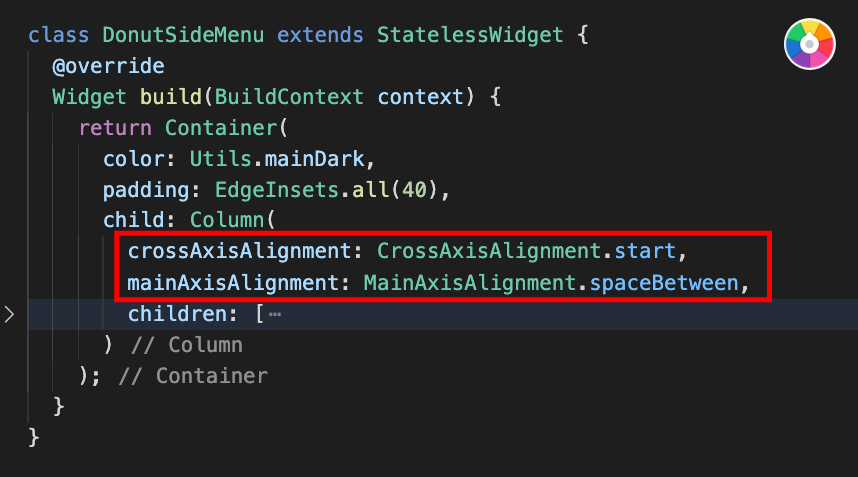 class DonutSideMenu extends StatelessWidget {
@override
Widget build(BuildContext context) {
return Container(
color: Utils.mainDark,
padding: EdgeInsets.all(40),
child: Column(
crossAxisAlignment: CrossAxisAlignment.start,
mainAxisAlignment: MainAxisAlignment.spaceBetween,
children: [⋯
) // Column
); // Container
}
}